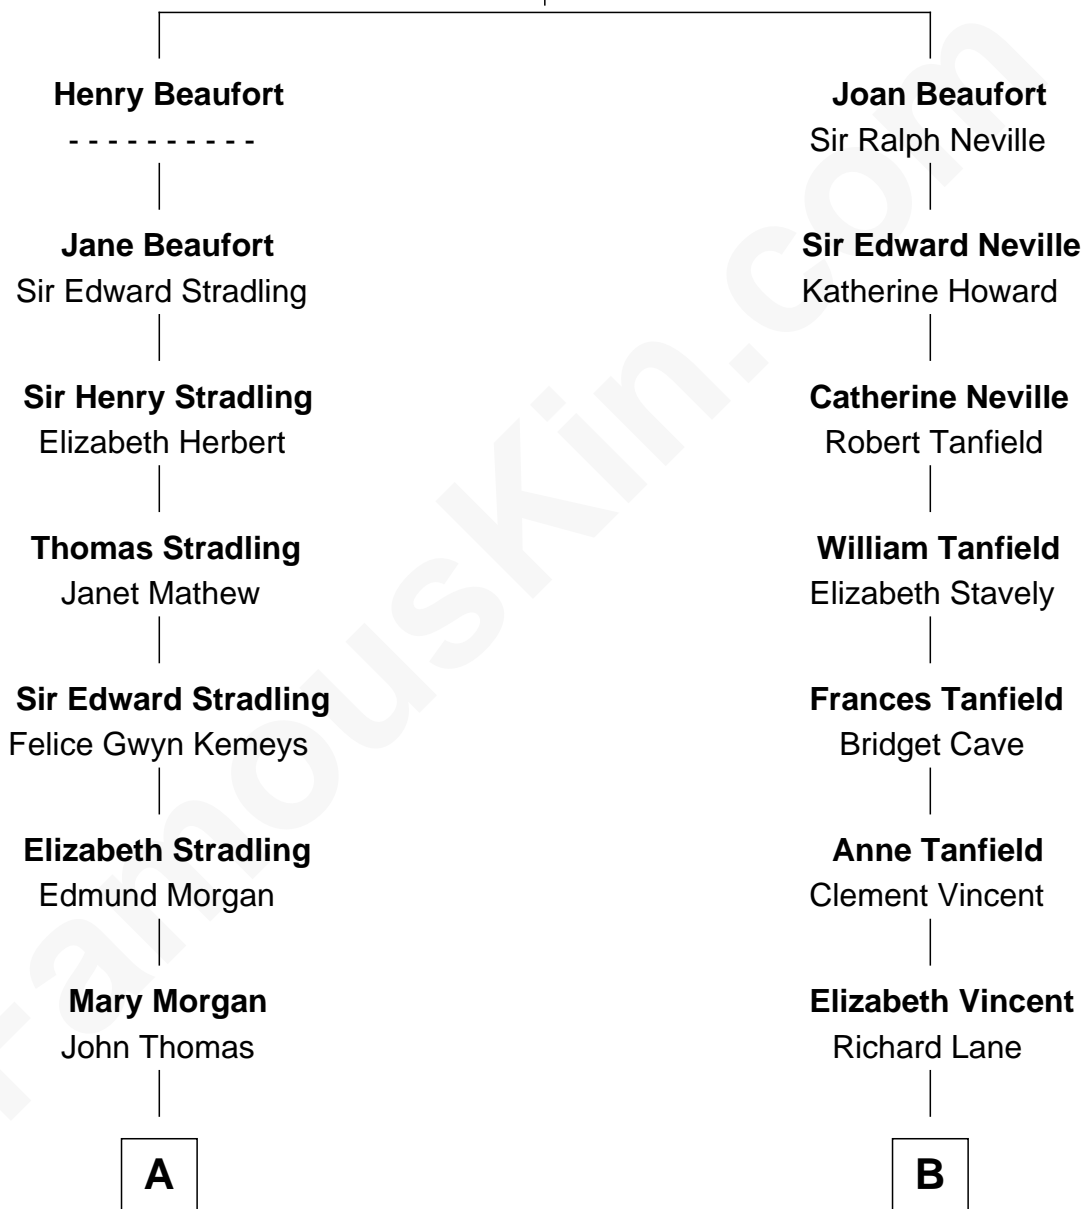 Henry Beaufort
- - - - - - - - - -
Jane Beaufort
Sir Edward Stradling
Sir Henry Stradling
Elizabeth Herbert
Thomas Stradling
Janet Mathew
Sir Edward Stradling
Felice Gwyn Kemeys
Elizabeth Stradling
Edmund Morgan
Mary Morgan
John Thomas
A
Joan Beaufort
Sir Ralph Neville
Sir Edward Neville
Katherine Howard
Catherine Neville
Robert Tanfield
William Tanfield
Elizabeth Stavely
Frances Tanfield
Bridget Cave
Anne Tanfield
Clement Vincent
Elizabeth Vincent
Richard Lane
B
FamousKin.com